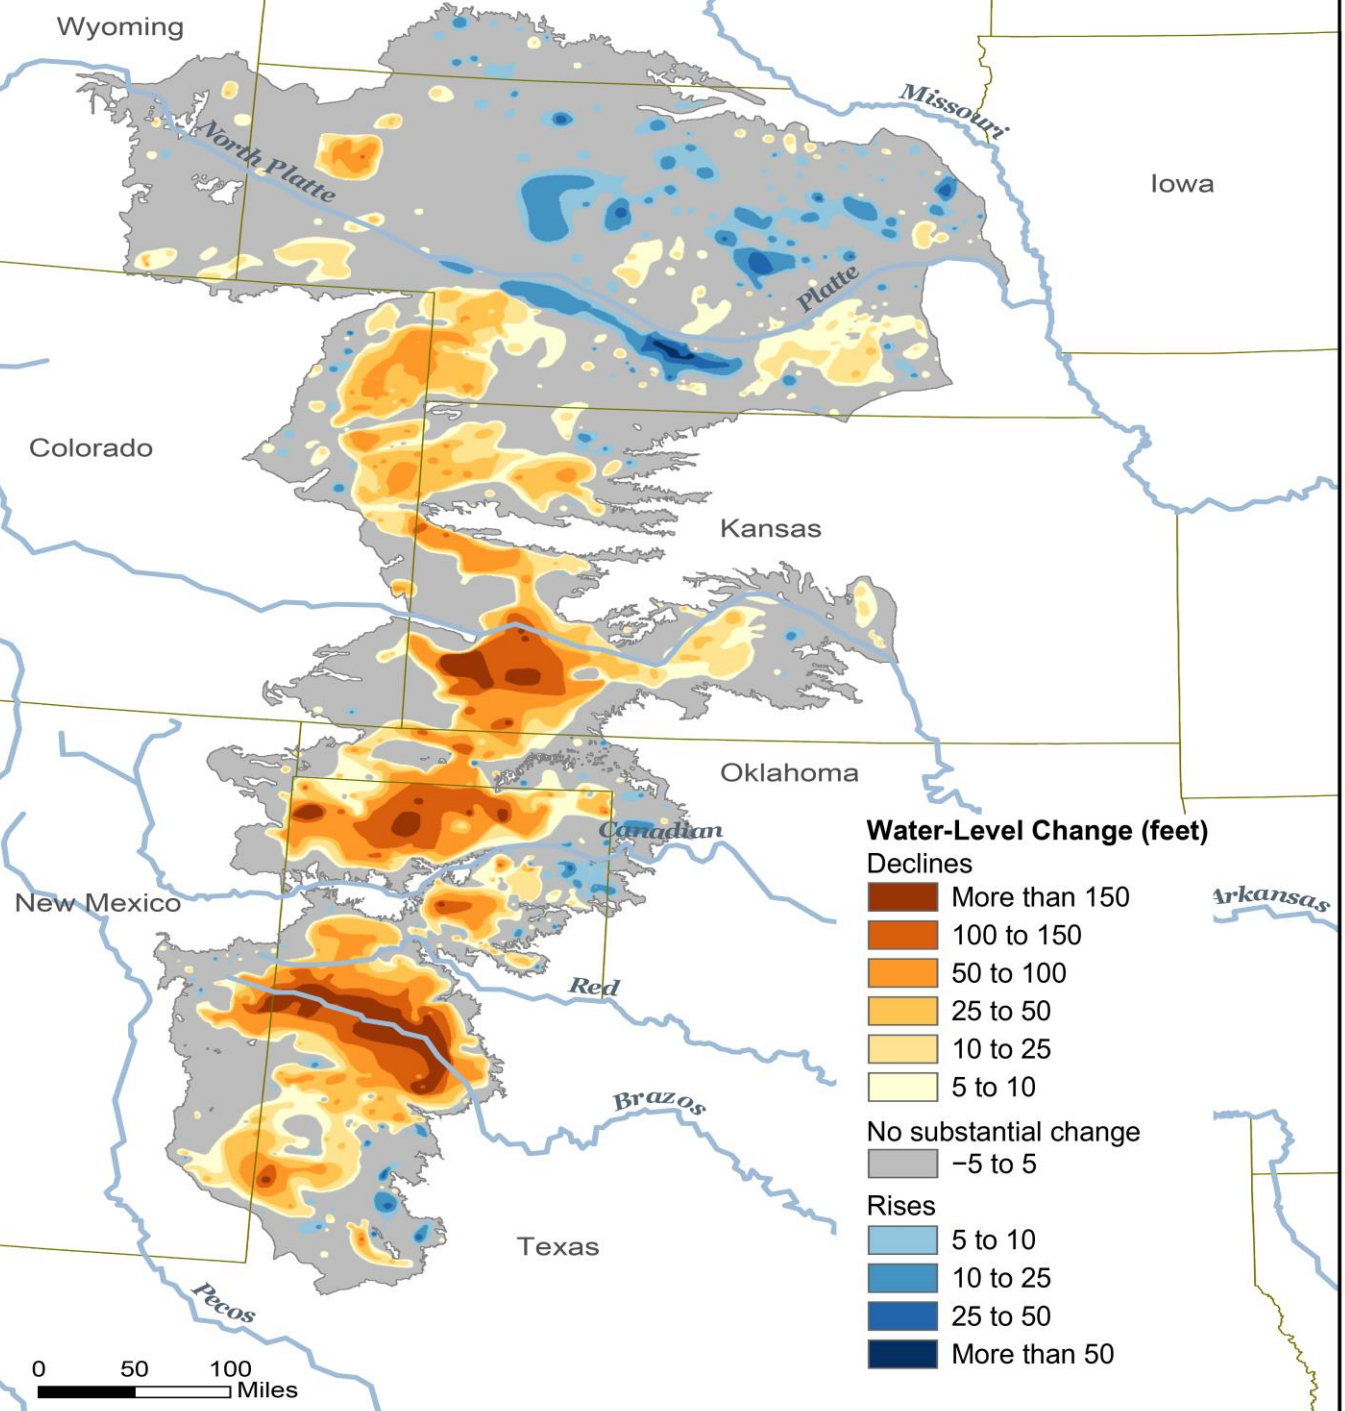 Wyoming
Missouri
North Platte
Iowa
Platte
Colorado
Kansas
Oklahoma
Canadian
New Mexico
Red
Brazos
Texas
Pecos
Arkansas
Water-Level Change (feet)
Declines
More than 150
100 to 150
50 to 100
25 to 50
10 to 25
5 to 10
No substantial change
−5 to 5
Rises
5 to 10
10 to 25
25 to 50
More than 50
0 50 100
Miles